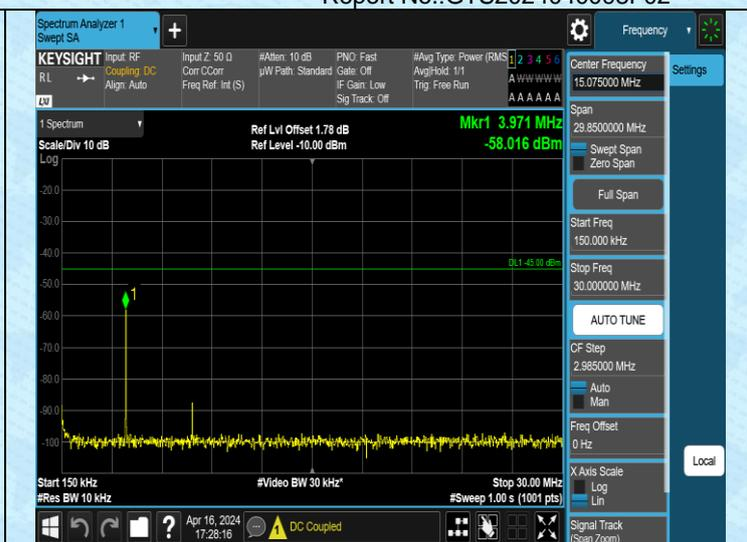 Spectrum Analyzer 1
Swept SA
+
Frequency
KEYSIGHT
RL
LXI
Input: RF
Coupling: DC
Align: Auto
Input Z: 50 Ω
Corr CCorr
Freq Ref: Int (S)
#Atten: 10 dB
µW Path: Standard
PNO: Fast
Gate: Off
IF Gain: Low
Sig Track: Off
#Avg Type: Power (RMS
Avg|Hold: 1/1
Trig: Free Run
1 2 3 4 5 6
A W W W W W
A A A A A A
Center Frequency
15.075000 MHz
Settings
Span
29.8500000 MHz
Swept Span
Zero Span
Full Span
Start Freq
150.000 kHz
Stop Freq
30.000000 MHz
AUTO TUNE
CF Step
2.985000 MHz
Auto
Man
Freq Offset
0 Hz
X Axis Scale
Log
Lin
Signal Track
(Span Zoom)
Local
1 Spectrum
Scale/Div 10 dB
Log
Ref Lvl Offset 1.78 dB
Ref Level -10.00 dBm
Mkr1 3.971 MHz
-58.016 dBm
-20.0
-30.0
-40.0
DL1 -45.00 dBm
-50.0
1
-60.0
-70.0
-80.0
-90.0
-100
Start 150 kHz
#Res BW 10 kHz
#Video BW 30 kHz*
Stop 30.00 MHz
#Sweep 1.00 s (1001 pts)
?
Apr 16, 2024
17:28:16
DC Coupled